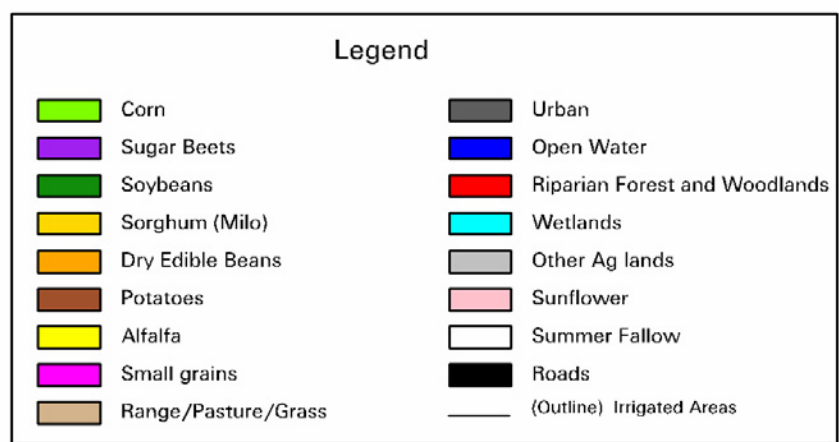 Legend
Corn
Sugar Beets
Soybeans
Sorghum (Milo)
Dry Edible Beans
Potatoes
Alfalfa
Small grains
Range/Pasture/Grass
Urban
Open Water
Riparian Forest and Woodlands
Wetlands
Other Ag lands
Sunflower
Summer Fallow
Roads
(Outline) Irrigated Areas